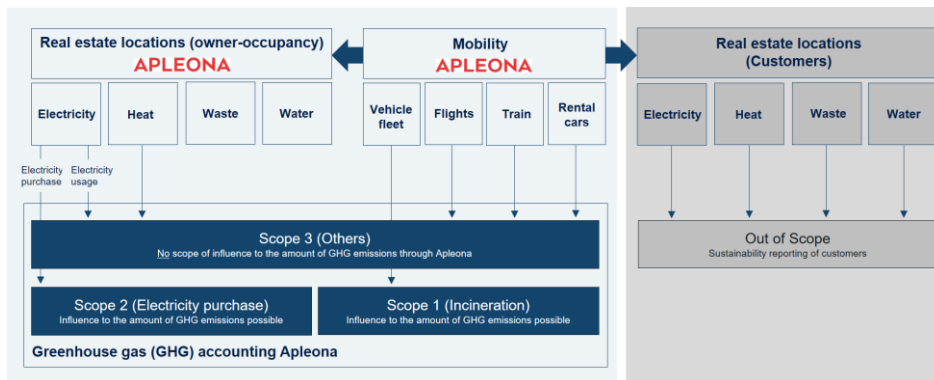 Real estate locations (owner-occupancy)
APLEONA
Mobility
APLEONA
Real estate locations
(Customers)
Electricity
Heat
Waste
Water
Vehicle
fleet
Flights
Train
Rental
cars
Electricity
Heat
Waste
Water
Electricity
purchase
Electricity
usage
Scope 3 (Others)
No scope of influence to the amount of GHG emissions through Apleona
Out of Scope
Sustainability reporting of customers
Scope 2 (Electricity purchase)
Influence to the amount of GHG emissions possible
Scope 1 (Incineration)
Influence to the amount of GHG emissions possible
Greenhouse gas (GHG) accounting Apleona